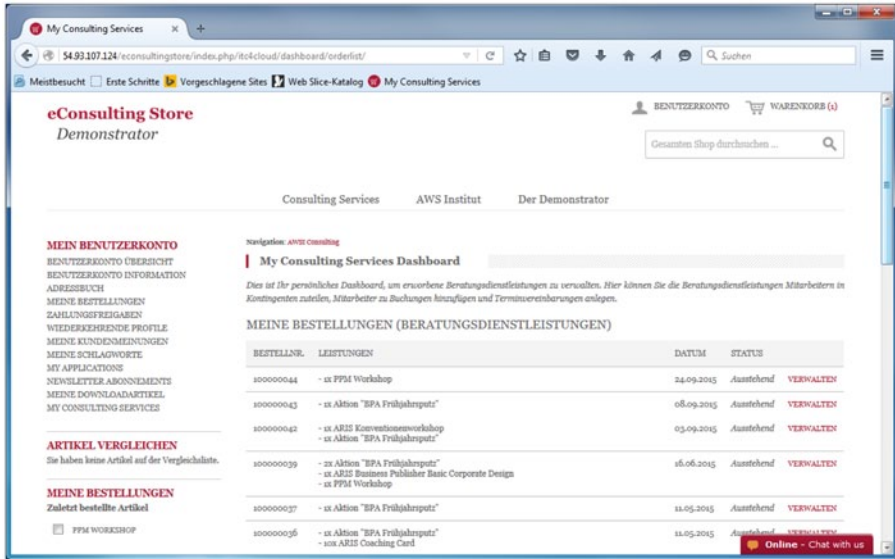 My Consulting Services
54.93.107.124/econsultingstore/index.php/itc4cloud/dashboard/orderlist/
Suchen
Meistbesucht Erste Schritte Vorgeschlagene Sites Web Slice-Katalog My Consulting Services
eConsulting Store
Demonstrator
BENUTZERKONTO WARENKORB (1)
Gesamten Shop durchsuchen ...
Consulting Services AWS Institut Der Demonstrator
MEIN BENUTZERKONTO
BENUTZERKONTO ÜBERSICHT
BENUTZERKONTO INFORMATION
ADRESSBUCH
MEINE BESTELLUNGEN
ZAHLUNGSFREIGABEN
WIEDERKEHRENDE PROFILE
MEINE KUNDENMEINUNGEN
MEINE SCHLAGWORTE
MY APPLICATIONS
NEWSLETTER ABONNEMENTS
MEINE DOWNLOADARTIKEL
MY CONSULTING SERVICES
ARTIKEL VERGLEICHEN
Sie haben keine Artikel auf der Vergleichsliste.
MEINE BESTELLUNGEN
Zuletzt bestellte Artikel
PPM WORKSHOP
Navigation: AWSI Consulting
My Consulting Services Dashboard
Dies ist Ihr persönliches Dashboard, um erworbene Beratungsdienstleistungen zu verwalten. Hier können Sie die Beratungsdienstleistungen Mitarbeitern in
Kontingenten zuteilen, Mitarbeiter zu Buchungen hinzufügen und Terminvereinbarungen anlegen.
MEINE BESTELLUNGEN (BERATUNGSDIENSTLEISTUNGEN)
BESTELLNR. LEISTUNGEN DATUM STATUS
100000044 - 1x PPM Workshop 24.09.2015 Ausstehend VERWALTEN
100000043 - 1x Aktion "BPA Frühjahrsputz" 08.09.2015 Ausstehend VERWALTEN
100000042 - 1x ARIS Konventionenworkshop 03.09.2015 Ausstehend VERWALTEN
- 1x Aktion "BPA Frühjahrsputz"
100000039 - 2x Aktion "BPA Frühjahrsputz" 16.06.2015 Ausstehend VERWALTEN
- 1x ARIS Business Publisher Basic Corporate Design
- 1x PPM Workshop
100000037 - 1x Aktion "BPA Frühjahrsputz" 11.05.2015 Ausstehend VERWALTEN
100000036 - 1x Aktion "BPA Frühjahrsputz" 11.05.2015 Ausstehend VERWALTEN
- 10x ARIS Coaching Card
Online - Chat with us